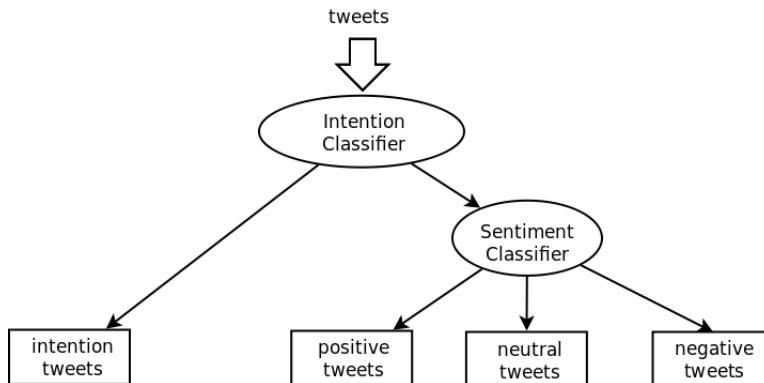 tweets
Intention
Classifier
Sentiment
Classifier
intention
tweets
positive
tweets
neutral
tweets
negative
tweets